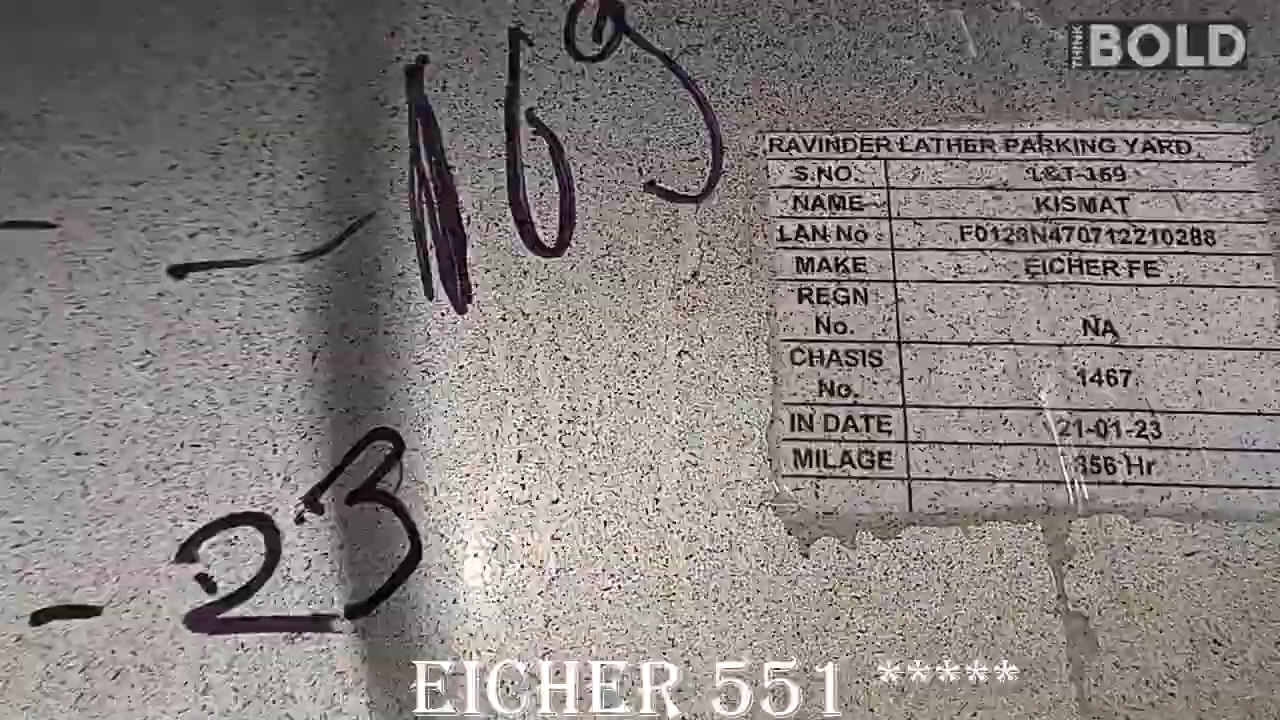 THINK BOLD
169
RAVINDER LATHER PARKING YARD
S.NO. L&T-169
NAME KISMAT
LAN No F0128N470712210288
MAKE EICHER FE
REGN No. NA
CHASIS No. 1467
IN DATE 21-01-23
MILAGE 356 Hr
- 23
EICHER 551 *****